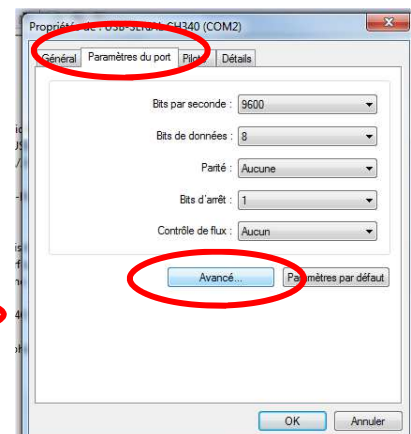 Propriétés de : USB-SERIAL CH340 (COM2)
Général Paramètres du port Pilote Détails
Bits par seconde : 9600
Bits de données : 8
Parité : Aucune
Bits d'arrêt : 1
Contrôle de flux : Aucun
Avancé... Paramètres par défaut
OK Annuler